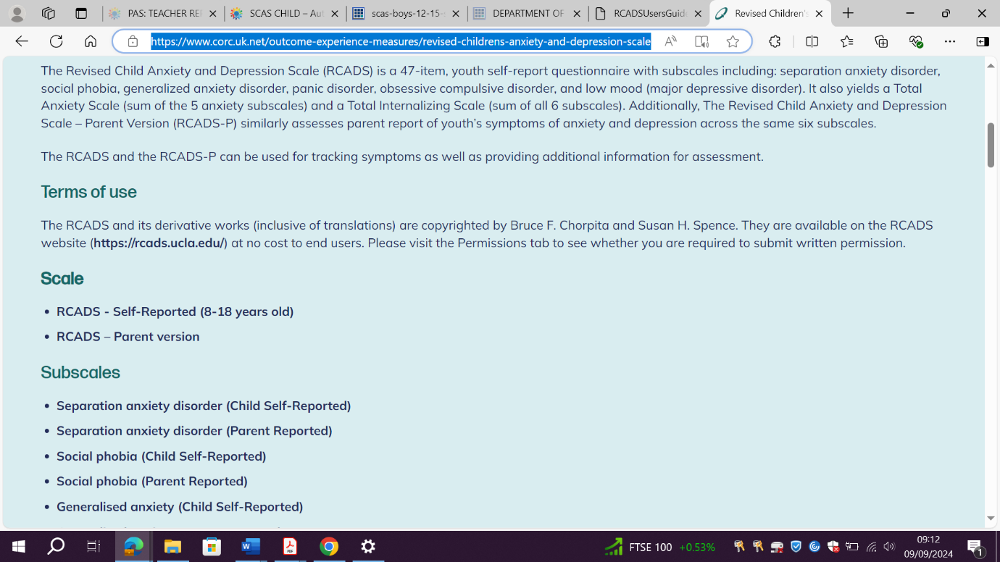 PAS: TEACHER RE
SCAS CHILD – Au
scas-boys-12-15-
DEPARTMENT OF
RCADSUsersGuid
Revised Children's
https://www.corc.uk.net/outcome-experience-measures/revised-childrens-anxiety-and-depression-scale
The Revised Child Anxiety and Depression Scale (RCADS) is a 47-item, youth self-report questionnaire with subscales including: separation anxiety disorder,
social phobia, generalized anxiety disorder, panic disorder, obsessive compulsive disorder, and low mood (major depressive disorder). It also yields a Total
Anxiety Scale (sum of the 5 anxiety subscales) and a Total Internalizing Scale (sum of all 6 subscales). Additionally, The Revised Child Anxiety and Depression
Scale – Parent Version (RCADS-P) similarly assesses parent report of youth's symptoms of anxiety and depression across the same six subscales.
The RCADS and the RCADS-P can be used for tracking symptoms as well as providing additional information for assessment.
Terms of use
The RCADS and its derivative works (inclusive of translations) are copyrighted by Bruce F. Chorpita and Susan H. Spence. They are available on the RCADS
website (https://rcads.ucla.edu/) at no cost to end users. Please visit the Permissions tab to see whether you are required to submit written permission.
Scale
• RCADS - Self-Reported (8-18 years old)
• RCADS – Parent version
Subscales
• Separation anxiety disorder (Child Self-Reported)
• Separation anxiety disorder (Parent Reported)
• Social phobia (Child Self-Reported)
• Social phobia (Parent Reported)
• Generalised anxiety (Child Self-Reported)
FTSE 100 +0.53%
09:12
09/09/2024
1